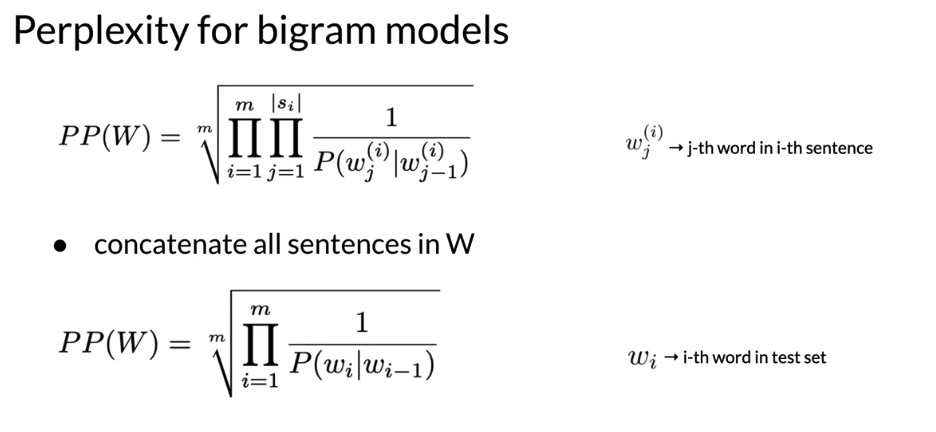 Perplexity for bigram models
$PP(W) = \sqrt[m]{\prod_{i=1}^{m} \prod_{j=1}^{|s_i|} \frac{1}{P(w_j^{(i)}|w_{j-1}^{(i)})}}$ $w_j^{(i)}$ → j-th word in i-th sentence
● concatenate all sentences in W
$PP(W) = \sqrt[m]{\prod_{i=1}^{m} \frac{1}{P(w_i|w_{i-1})}}$ $w_i$ → i-th word in test set